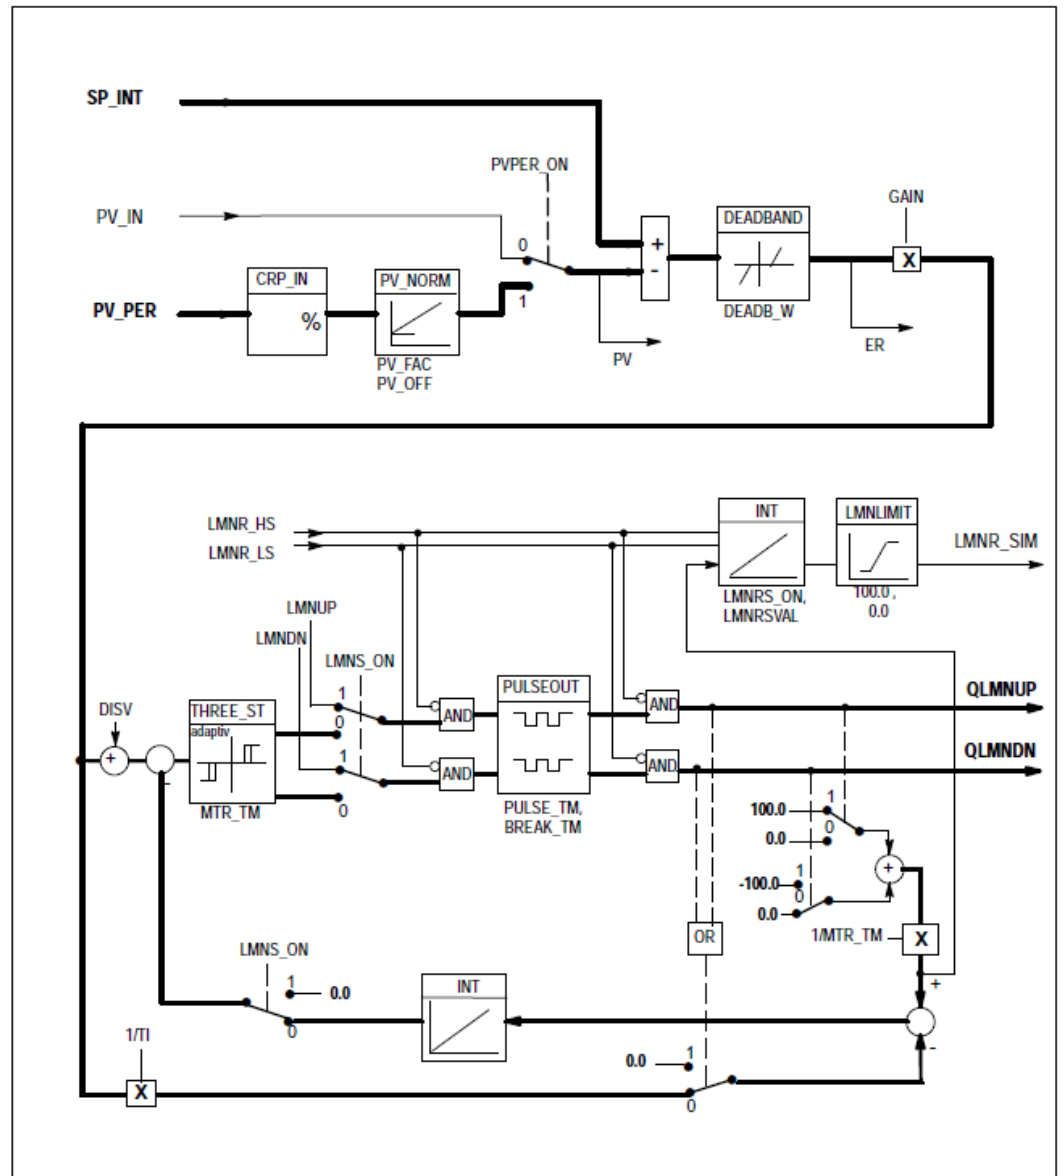 SP_INT
PVPER_ON
GAIN
PV_IN
DEADBAND
0
+
-
X
CRP_IN
PV_NORM
PV_PER
%
1
DEADB_W
PV_FAC
PV_OFF
PV
ER
INT
LMNLIMIT
LMNR_HS
LMNR_LS
LMNR_SIM
LMNRS_ON,
LMNRSVAL
100.0 ,
0.0
LMNUP
LMNDN
LMNS_ON
PULSEOUT
QLMNUP
DISV
THREE_ST
1
AND
AND
adaptiv
0
+
1
QLMNDN
-
AND
AND
MTR_TM
0
PULSE_TM,
BREAK_TM
100.0
1
0.0
0
+
-100.0
1
0
0.0
OR
1/MTR_TM
X
LMNS_ON
+
1
0.0
INT
0
-
1/TI
0.0
1
X
0